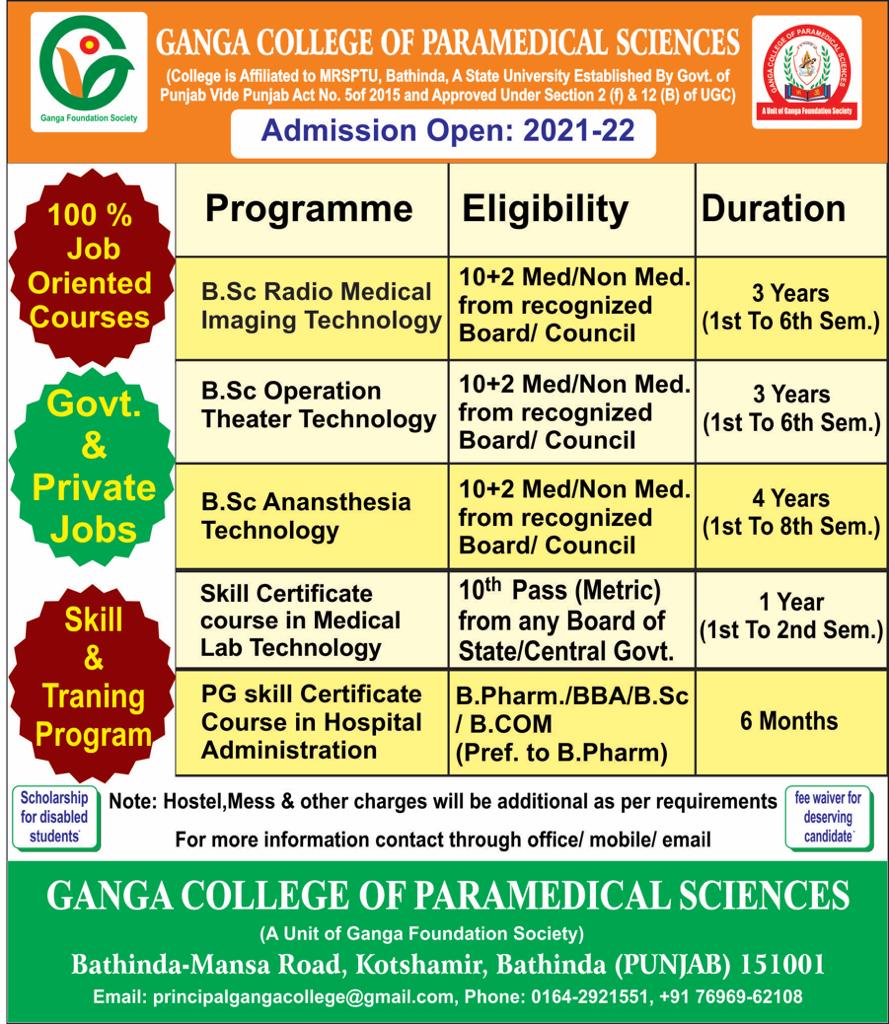 Ganga Foundation Society
GANGA COLLEGE OF PARAMEDICAL SCIENCES
(College is Affiliated to MRSPTU, Bathinda, A State University Established By Govt. of
Punjab Vide Punjab Act No. 5of 2015 and Approved Under Section 2 (f) & 12 (B) of UGC)
Admission Open: 2021-22
GANGA COLLEGE OF PARAMEDICAL SCIENCES
A Unit of Ganga Foundation Society
100 %
Job
Oriented
Courses
Govt.
&
Private
Jobs
Skill
&
Traning
Program
Programme
Eligibility
Duration
B.Sc Radio Medical
Imaging Technology
10+2 Med/Non Med.
from recognized
Board/ Council
3 Years
(1st To 6th Sem.)
B.Sc Operation
Theater Technology
10+2 Med/Non Med.
from recognized
Board/ Council
3 Years
(1st To 6th Sem.)
B.Sc Anansthesia
Technology
10+2 Med/Non Med.
from recognized
Board/ Council
4 Years
(1st To 8th Sem.)
Skill Certificate
course in Medical
Lab Technology
10th Pass (Metric)
from any Board of
State/Central Govt.
1 Year
(1st To 2nd Sem.)
PG skill Certificate
Course in Hospital
Administration
B.Pharm./BBA/B.Sc
/ B.COM
(Pref. to B.Pharm)
6 Months
Scholarship
for disabled
students*
Note: Hostel,Mess & other charges will be additional as per requirements
For more information contact through office/ mobile/ email
fee waiver for
deserving
candidate*
GANGA COLLEGE OF PARAMEDICAL SCIENCES
(A Unit of Ganga Foundation Society)
Bathinda-Mansa Road, Kotshamir, Bathinda (PUNJAB) 151001
Email: principalgangacollege@gmail.com, Phone: 0164-2921551, +91 76969-62108